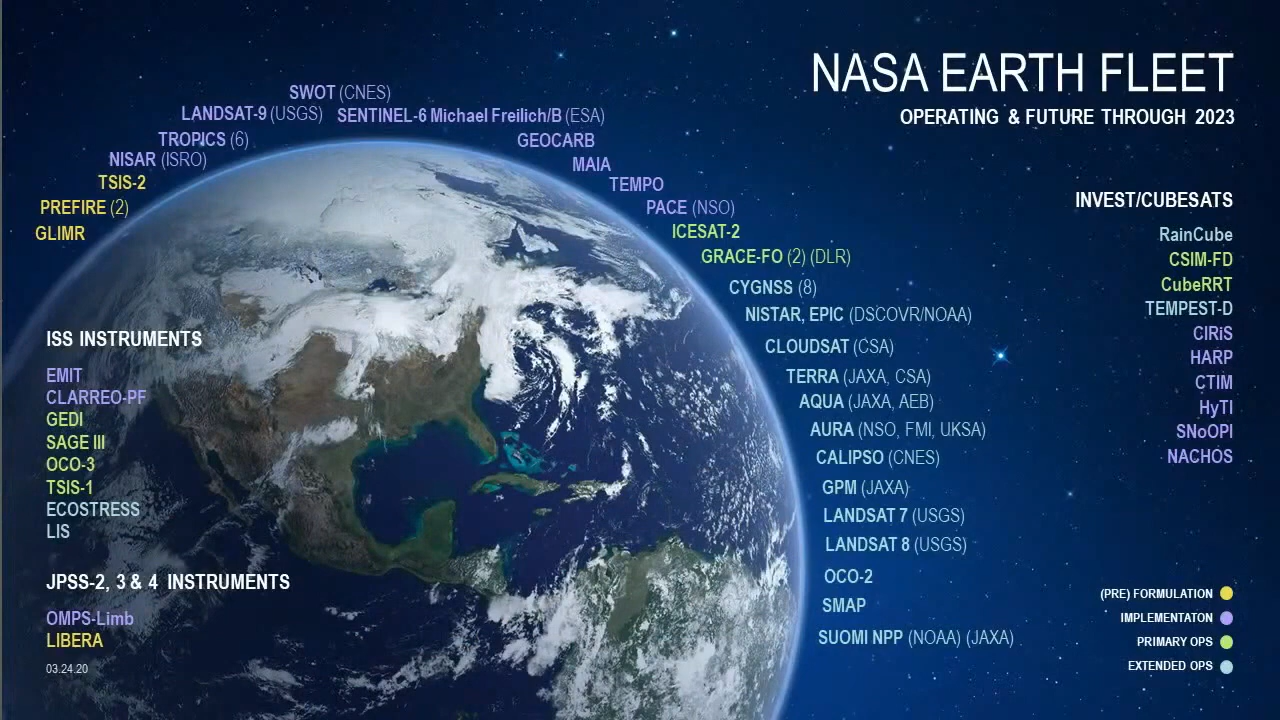 NASA EARTH FLEET
OPERATING & FUTURE THROUGH 2023
SWOT (CNES)
LANDSAT-9 (USGS)
SENTINEL-6 Michael Freilich/B (ESA)
TROPICS (6)
GEOCARB
NISAR (ISRO)
MAIA
TSIS-2
TEMPO
PREFIRE (2)
PACE (NSO)
GLIMR
ICESAT-2
GRACE-FO (2) (DLR)
CYGNSS (8)
NISTAR, EPIC (DSCOVR/NOAA)
CLOUDSAT (CSA)
TERRA (JAXA, CSA)
AQUA (JAXA, AEB)
AURA (NSO, FMI, UKSA)
CALIPSO (CNES)
GPM (JAXA)
LANDSAT 7 (USGS)
LANDSAT 8 (USGS)
OCO-2
SMAP
SUOMI NPP (NOAA) (JAXA)
INVEST/CUBESATS
RainCube
CSIM-FD
CubeRRT
TEMPEST-D
CIRiS
HARP
CTIM
HyTI
SNoOPI
NACHOS
ISS INSTRUMENTS
EMIT
CLARREO-PF
GEDI
SAGE III
OCO-3
TSIS-1
ECOSTRESS
LIS
JPSS-2, 3 & 4 INSTRUMENTS
OMPS-Limb
LIBERA
03.24.20
(PRE) FORMULATION
IMPLEMENTATON
PRIMARY OPS
EXTENDED OPS